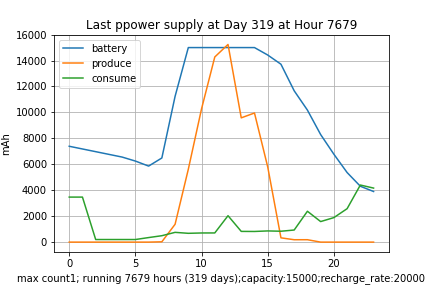 Last ppower supply at Day 319 at Hour 7679
16000
14000
12000
10000
8000
6000
4000
2000
0
mAh
battery
produce
consume
0 5 10 15 20
max count1; running 7679 hours (319 days);capacity:15000;recharge_rate:20000